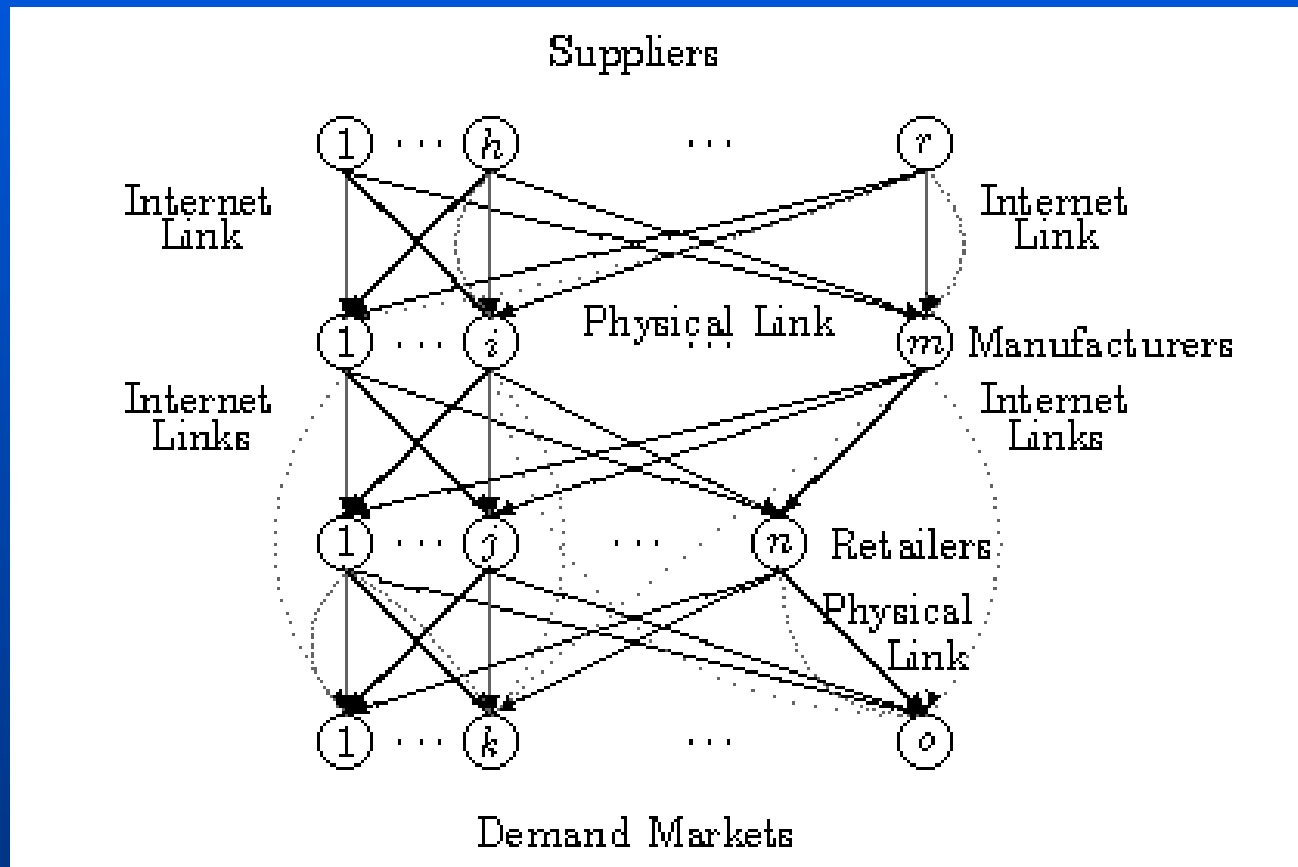 Suppliers
1 ··· h ··· r
Internet
Link
Internet
Link
Physical Link
1 ··· i ··· m Manufacturers
Internet
Links
Internet
Links
1 ··· j ··· n Retailers
Physical
Link
1 ··· k ··· o
Demand Markets